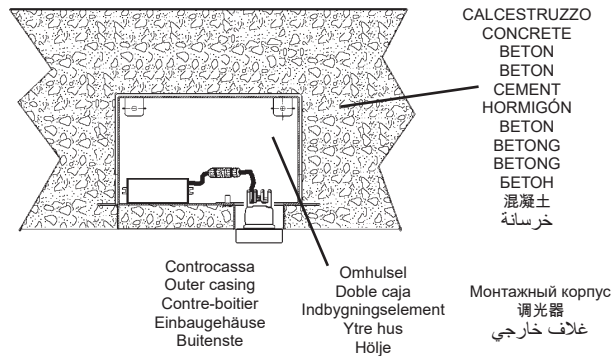 CALCESTRUZZO
CONCRETE
BETON
BETON
CEMENT
HORMIGÓN
BETON
BETONG
BETONG
БЕТОН
混凝土
خرسانة
Controcassa
Outer casing
Contre-boitier
Einbaugehäuse
Buitenste
Omhulsel
Doble caja
Indbygningselement
Ytre hus
Hölje
Монтажный корпус
调光器
غلاف خارجي